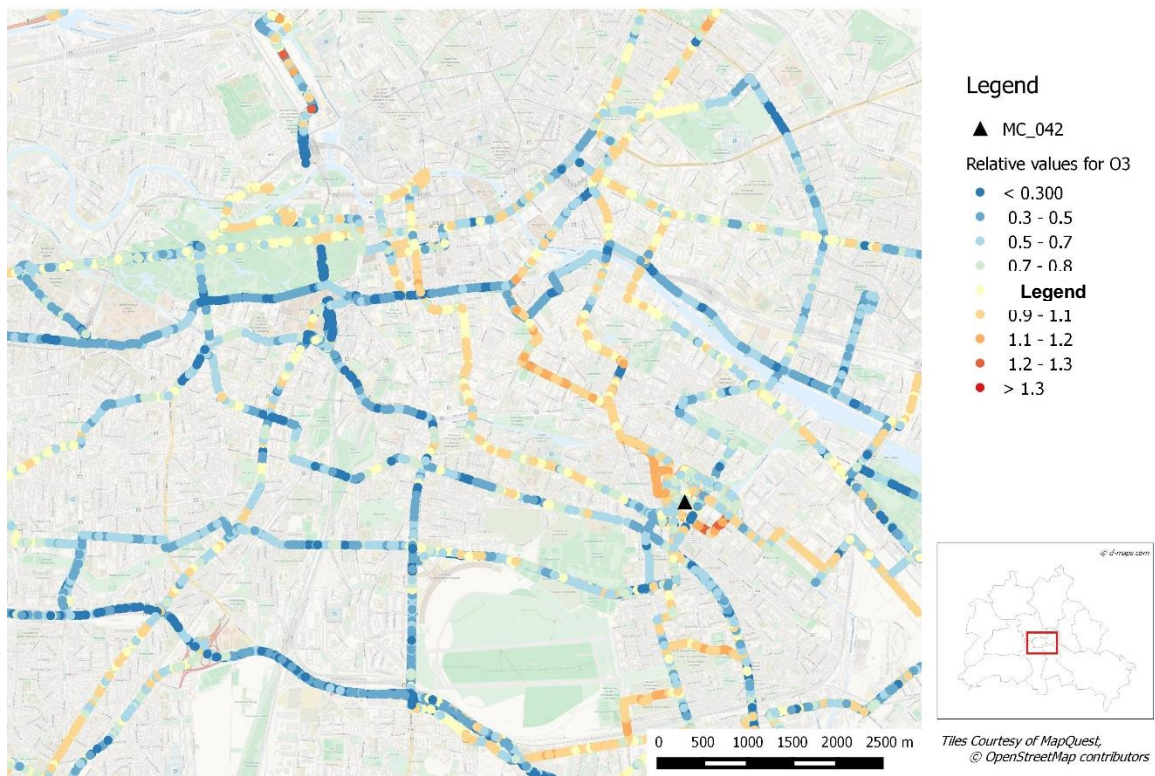 Legend
MC_042
Relative values for O3
< 0.300
0.3 - 0.5
0.5 - 0.7
0.7 - 0.8
Legend
0.9 - 1.1
1.1 - 1.2
1.2 - 1.3
> 1.3
© d-maps.com
0 500 1000 1500 2000 2500 m
Tiles Courtesy of MapQuest,
© OpenStreetMap contributors